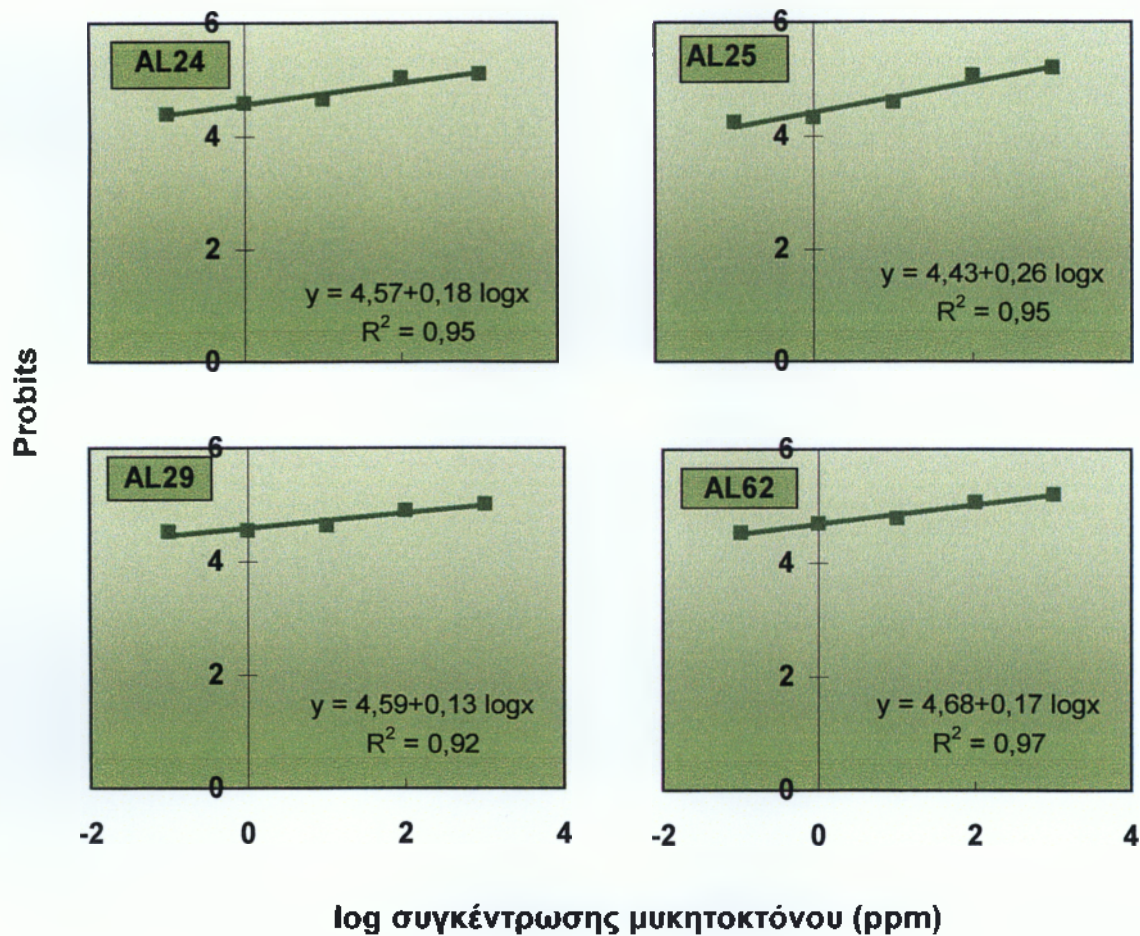 Probits
AL24
6
4
2
0
y = 4,57+0,18 logx
R² = 0,95
AL25
6
4
2
0
y = 4,43+0,26 logx
R² = 0,95
AL29
6
4
2
0
y = 4,59+0,13 logx
R² = 0,92
-2 0 2 4
AL62
6
4
2
0
y = 4,68+0,17 logx
R² = 0,97
-2 0 2 4
log συγκέντρωσης μυκητοκτόνου (ppm)